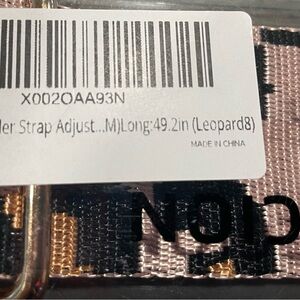 X002OAA93N
der Strap Adjust...M)Long:49.2in (Leopard8)
MADE IN CHINA